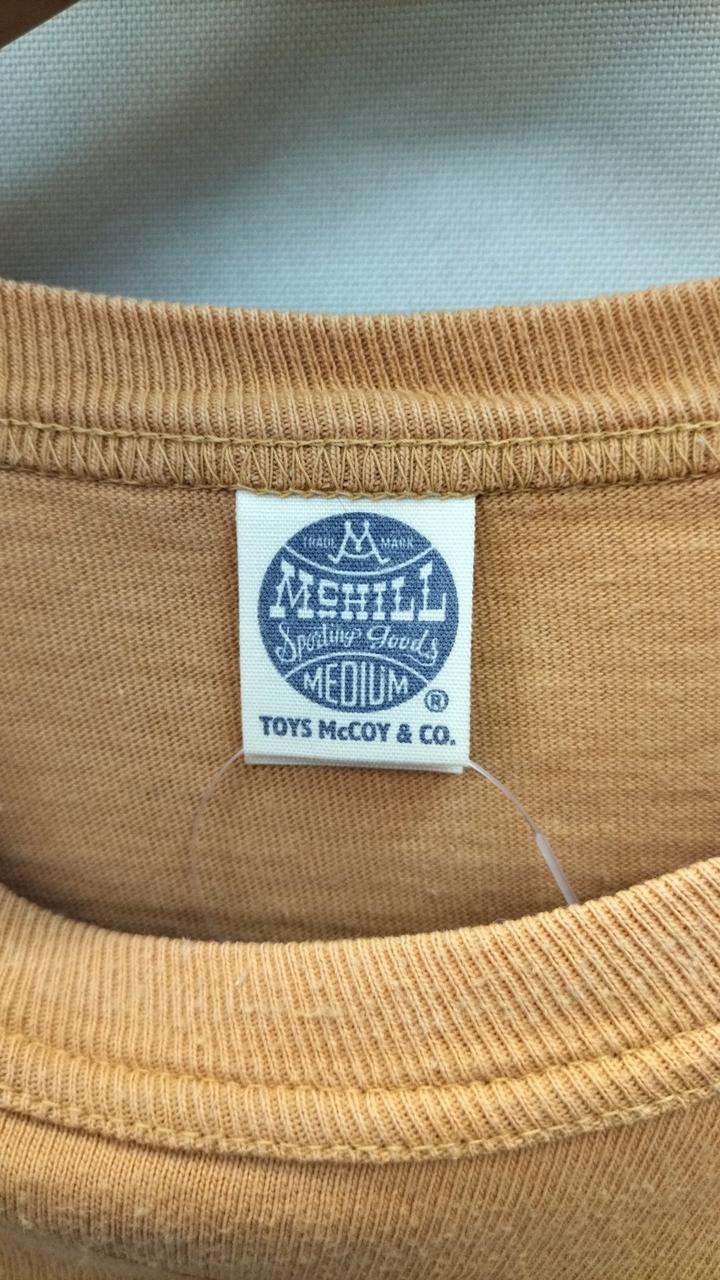 TRADE MARK
McHILL
Sporting Goods
MEDIUM
®
TOYS McCOY & CO.